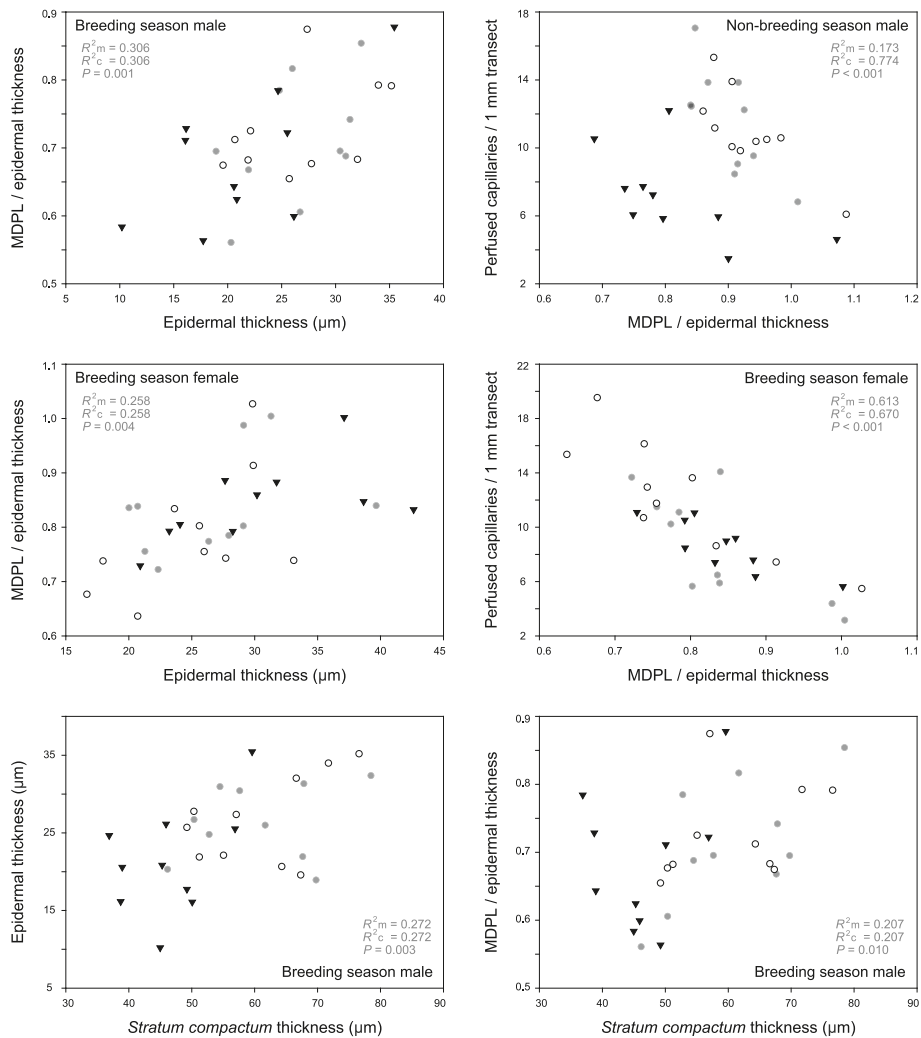 Breeding season male
R²m = 0.306
R²c = 0.306
P = 0.001
MDPL / epidermal thickness
0.9
0.8
0.7
0.6
0.5
5 10 15 20 25 30 35 40
Epidermal thickness (µm)
Non-breeding season male
R²m = 0.173
R²c = 0.774
P < 0.001
Perfused capillaries / 1 mm transect
18
14
10
6
2
0.6 0.7 0.8 0.9 1.0 1.1 1.2
MDPL / epidermal thickness
Breeding season female
R²m = 0.258
R²c = 0.258
P = 0.004
MDPL / epidermal thickness
1.1
1.0
0.9
0.8
0.7
0.6
15 20 25 30 35 40 45
Epidermal thickness (µm)
Breeding season female
R²m = 0.613
R²c = 0.670
P < 0.001
Perfused capillaries / 1 mm transect
22
18
14
10
6
2
0.6 0.7 0.8 0.9 1.0 1.1
MDPL / epidermal thickness
Epidermal thickness (µm)
35
25
15
5
R²m = 0.272
R²c = 0.272
P = 0.003
Breeding season male
30 40 50 60 70 80 90
Stratum compactum thickness (µm)
MDPL / epidermal thickness
0.9
0.8
0.7
0.6
0.5
R²m = 0.207
R²c = 0.207
P = 0.010
Breeding season male
30 40 50 60 70 80 90
Stratum compactum thickness (µm)